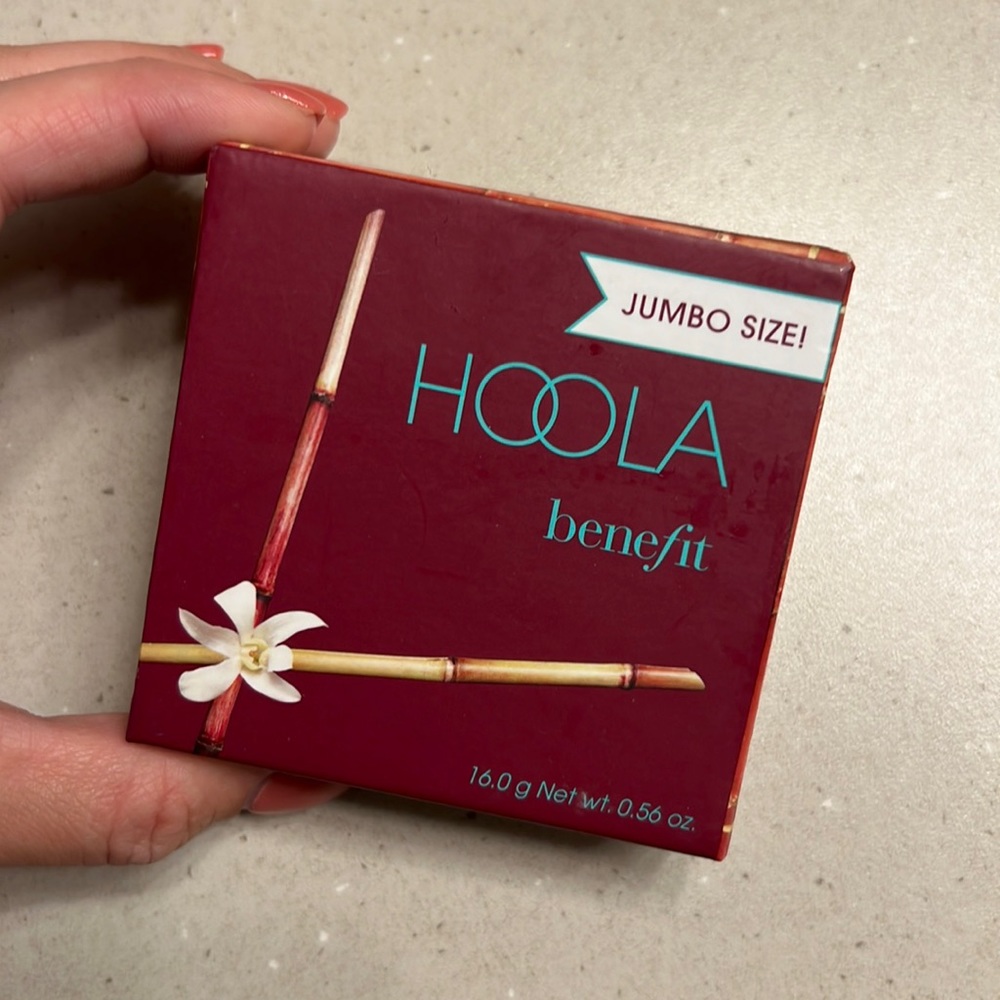 JUMBO SIZE!
HOOLA
benefit
16.0 g Net wt. 0.56 oz.